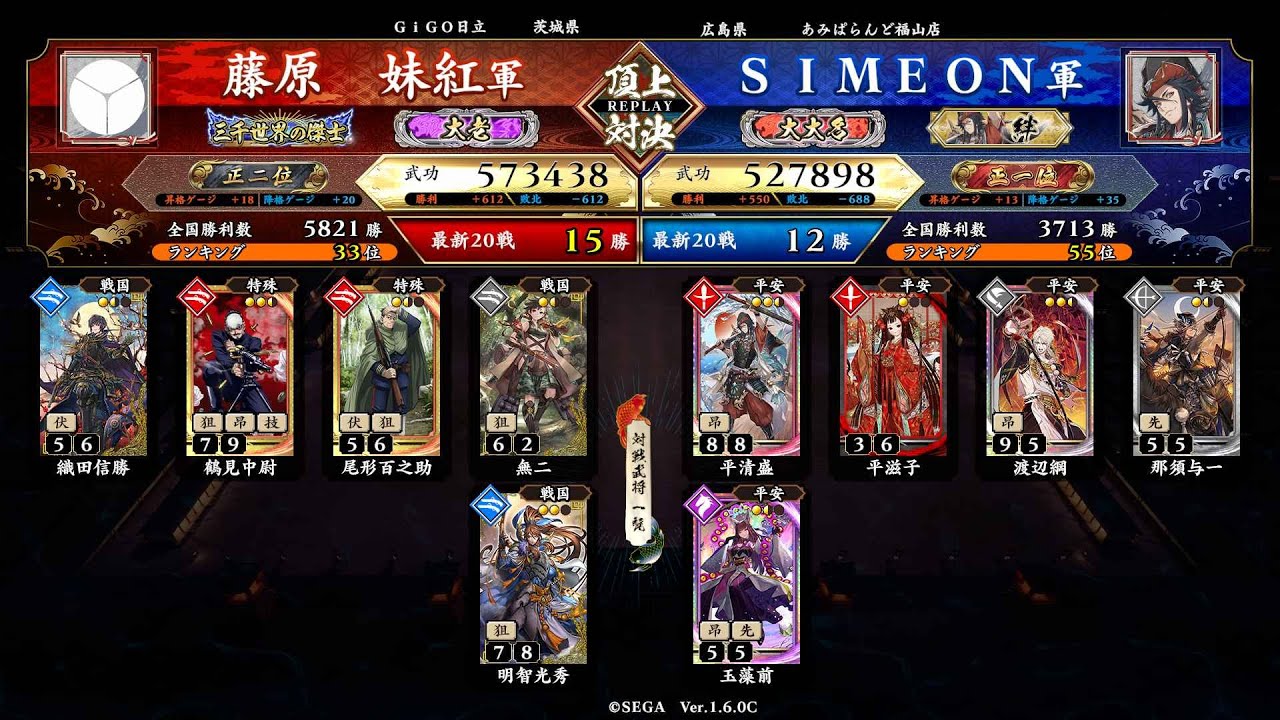 GiGO日立 茨城県
広島県 あみぱらんど福山店
藤原 妹紅軍
頂上
REPLAY
対決
SIMEON軍
三千世界の傑士
大老
絆
正二位
武功 573438
勝利 +612 敗北 -612
武功 527898
勝利 +550 敗北 -688
正一位
昇格ゲージ +18 降格ゲージ +20
昇格ゲージ +13 降格ゲージ +35
全国勝利数 5821勝
ランキング 33位
最新20戦 15勝
最新20戦 12勝
全国勝利数 3713勝
ランキング 55位
戦国
伏
5 6
織田信勝
特殊
狙 昂 技
7 9
鶴見中尉
特殊
伏 狙
5 6
尾形百之助
戦国
狙
6 2
無二
平安
昂
8 8
平清盛
平安
3 6
平滋子
平安
昂
9 5
渡辺綱
平安
先
5 5
那須与一
対戦武将一覧
戦国
狙
7 8
明智光秀
平安
昂 先
5 5
玉藻前
©SEGA Ver.1.6.0C